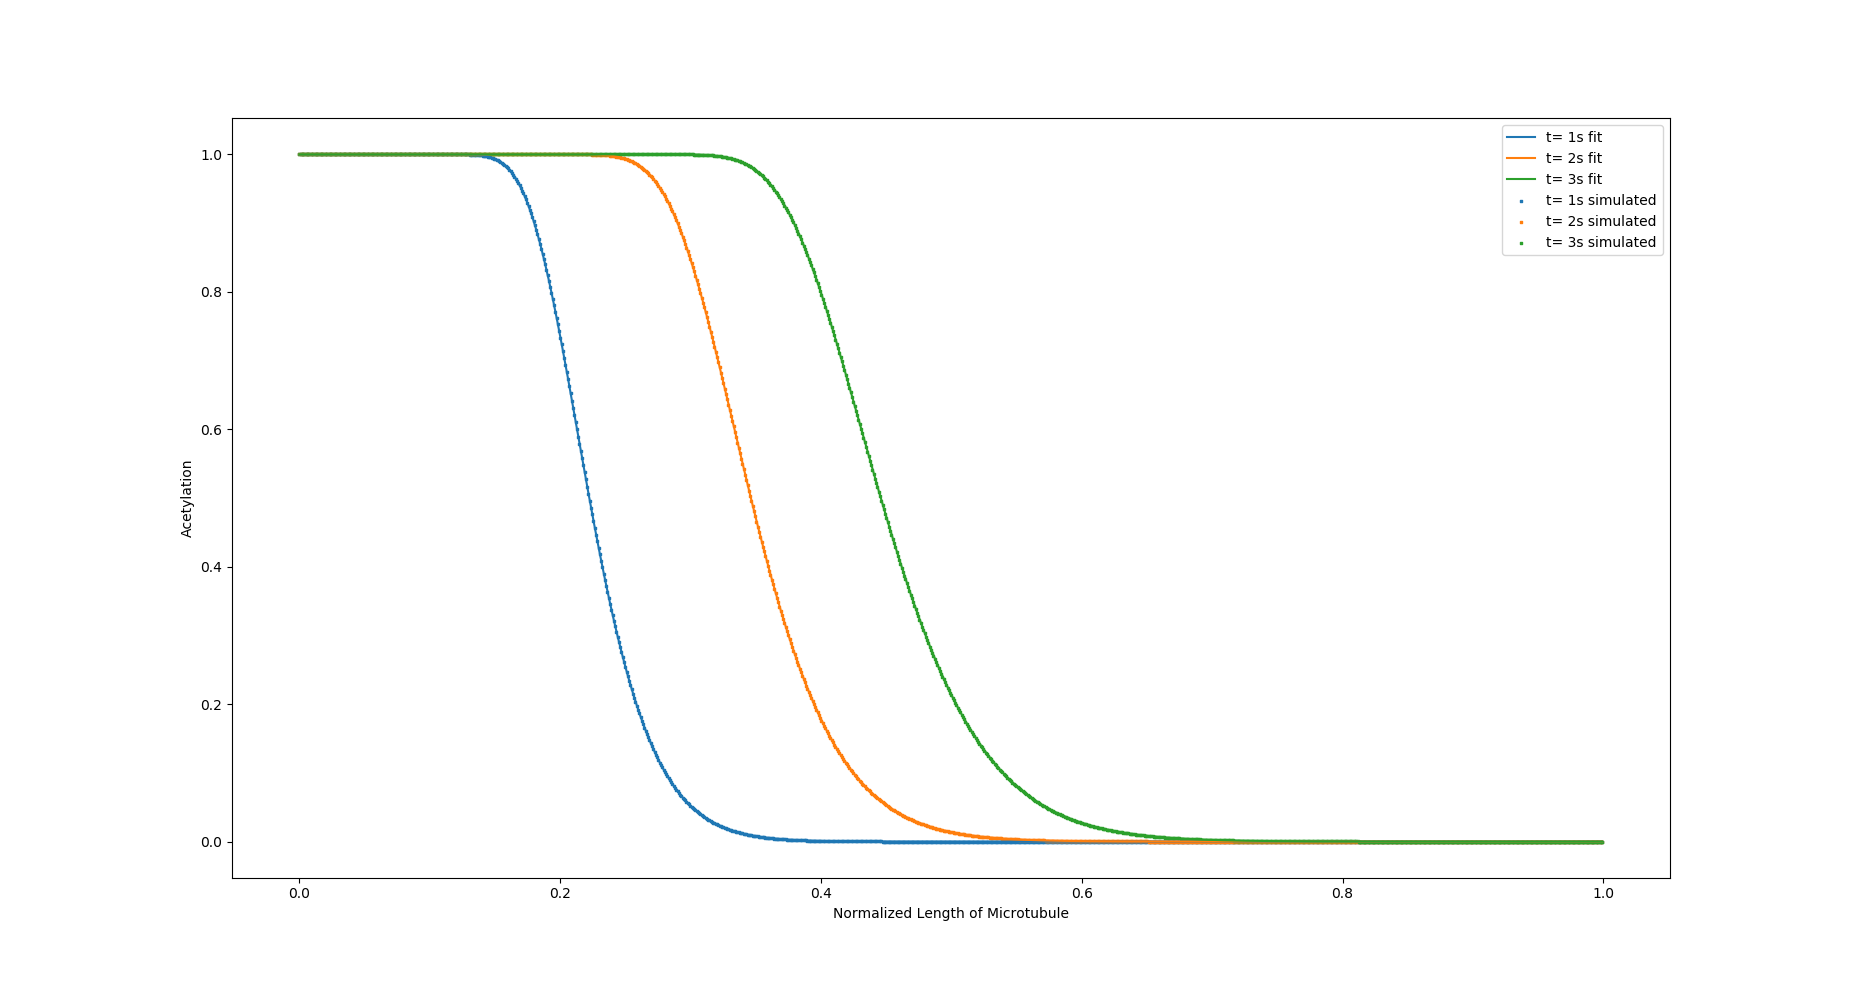 t= 1s fit
t= 2s fit
t= 3s fit
t= 1s simulated
t= 2s simulated
t= 3s simulated
1.0
0.8
0.6
0.4
0.2
0.0
Acetylation
0.0 0.2 0.4 0.6 0.8 1.0
Normalized Length of Microtubule